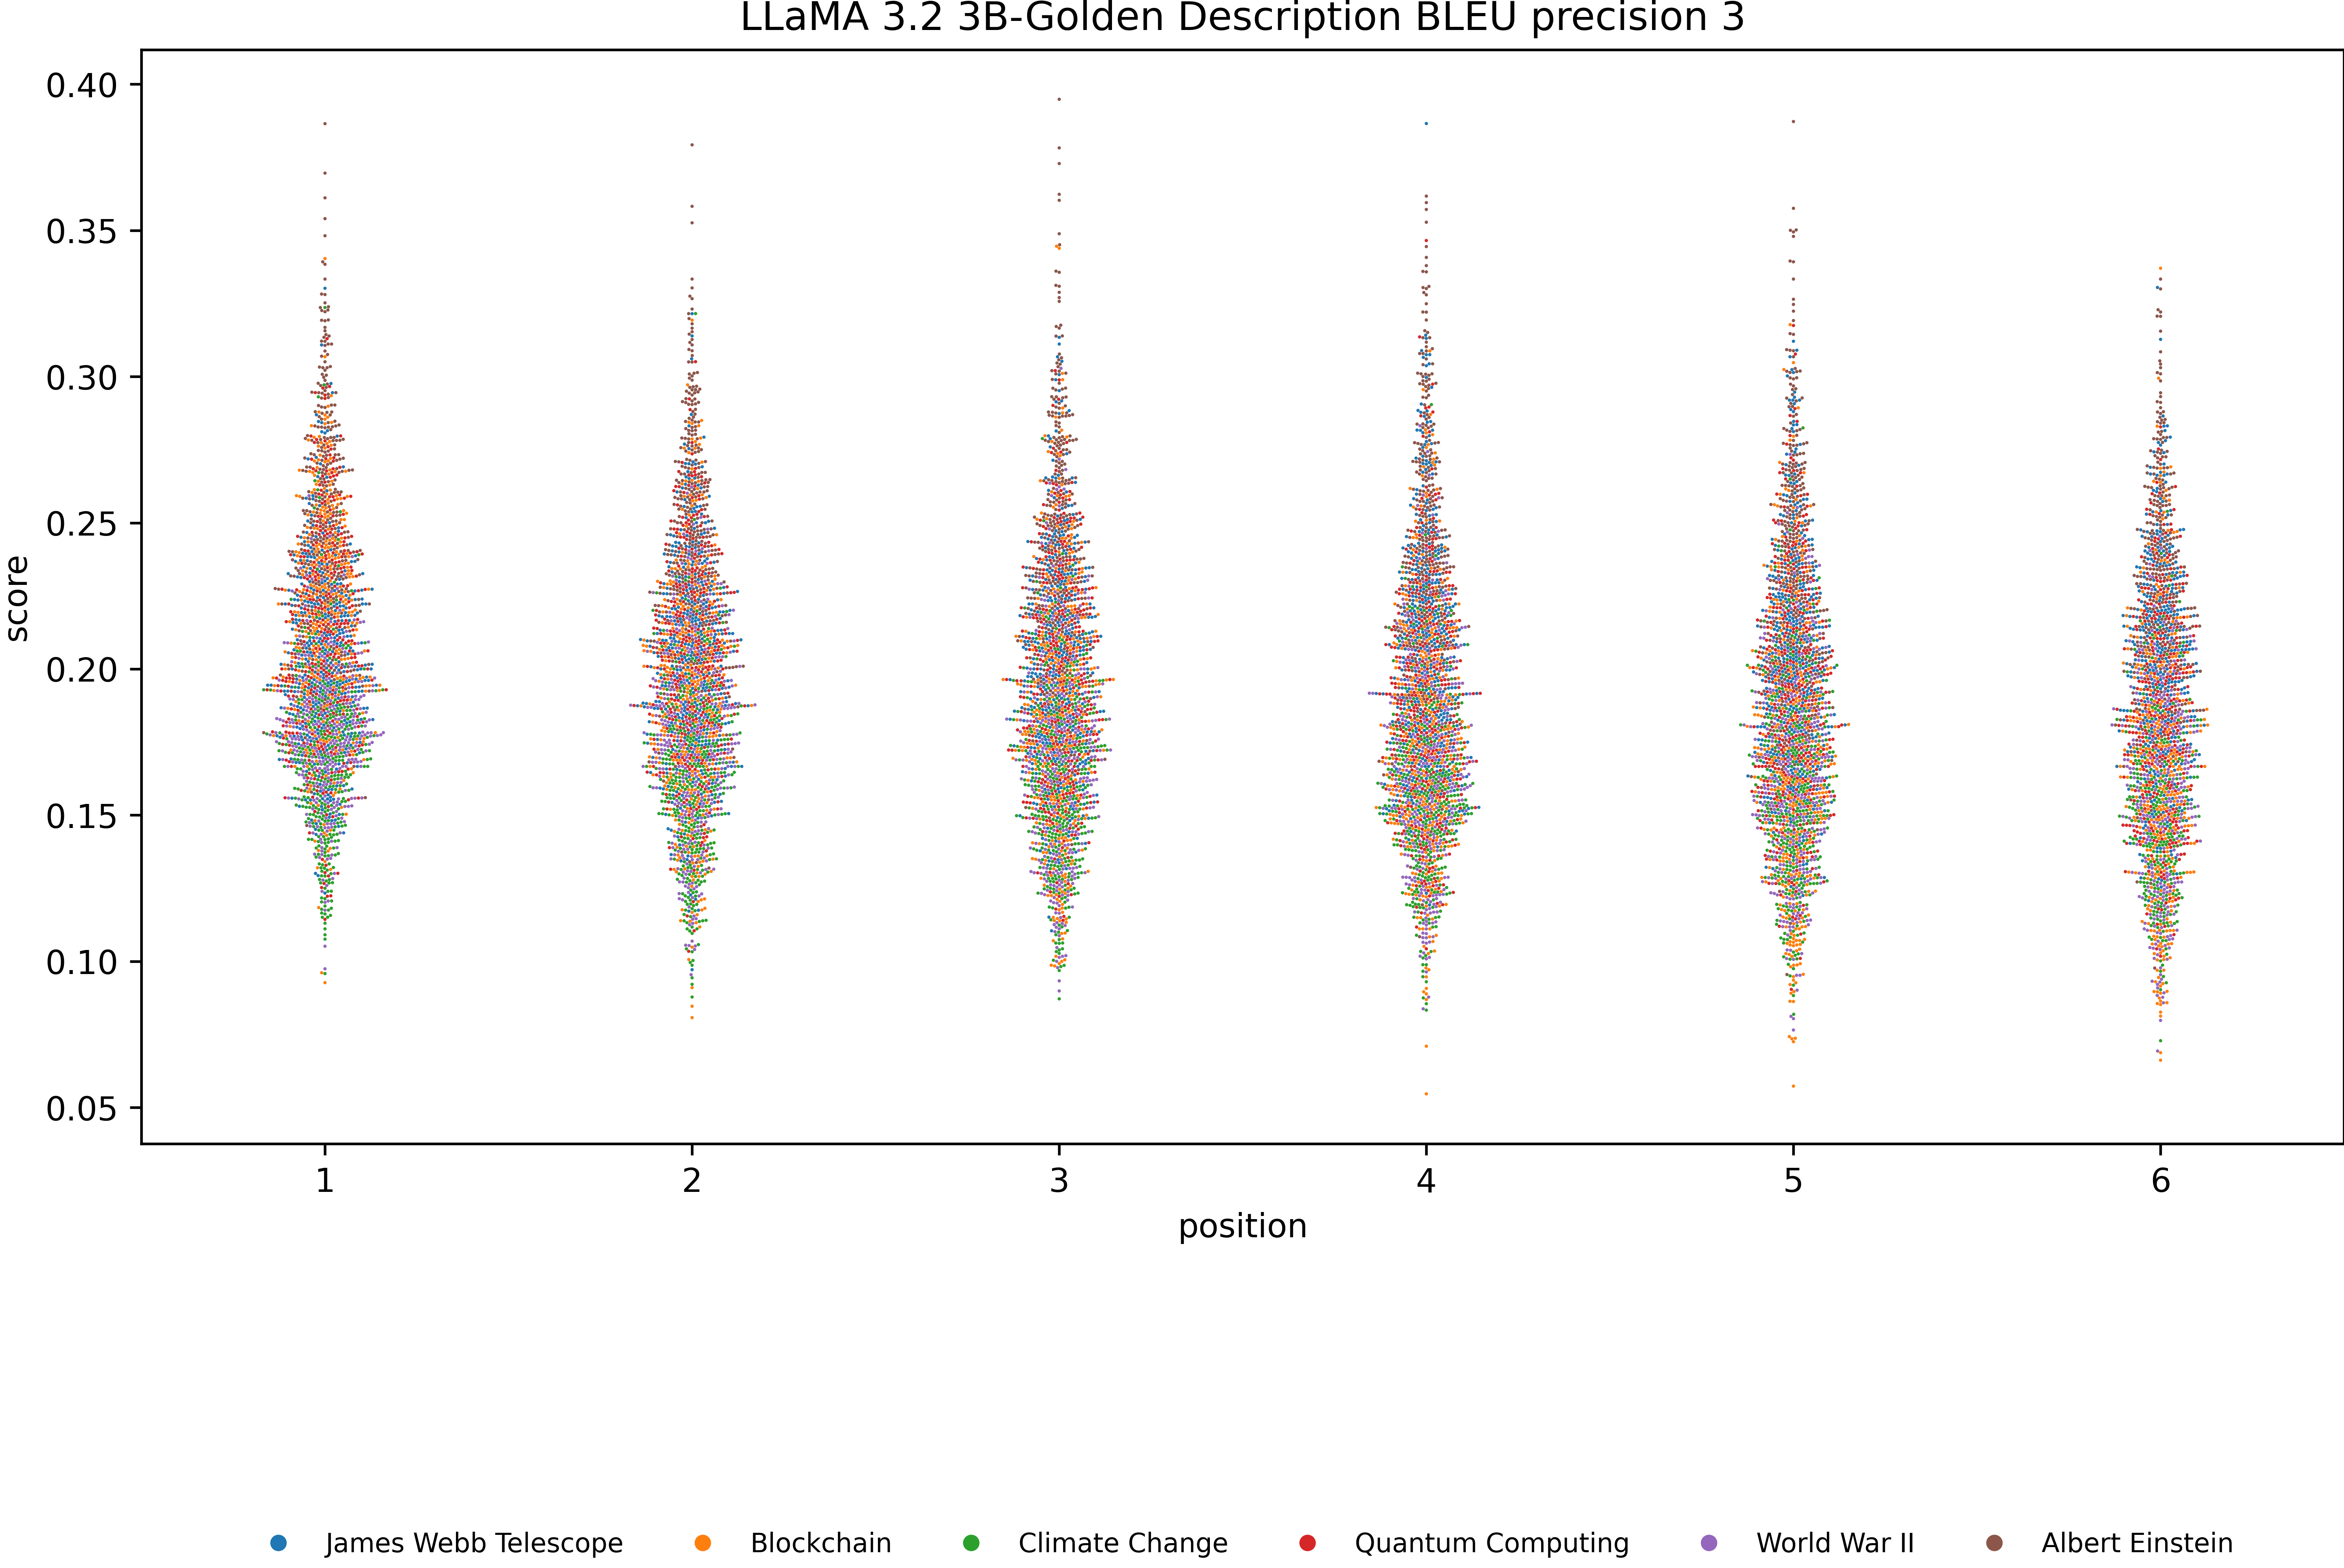 LLaMA 3.2 3B-Golden Description BLEU precision 3
0.40
0.35
0.30
0.25
0.20
0.15
0.10
0.05
score
1 2 3 4 5 6
position
James Webb Telescope Blockchain Climate Change Quantum Computing World War II Albert Einstein